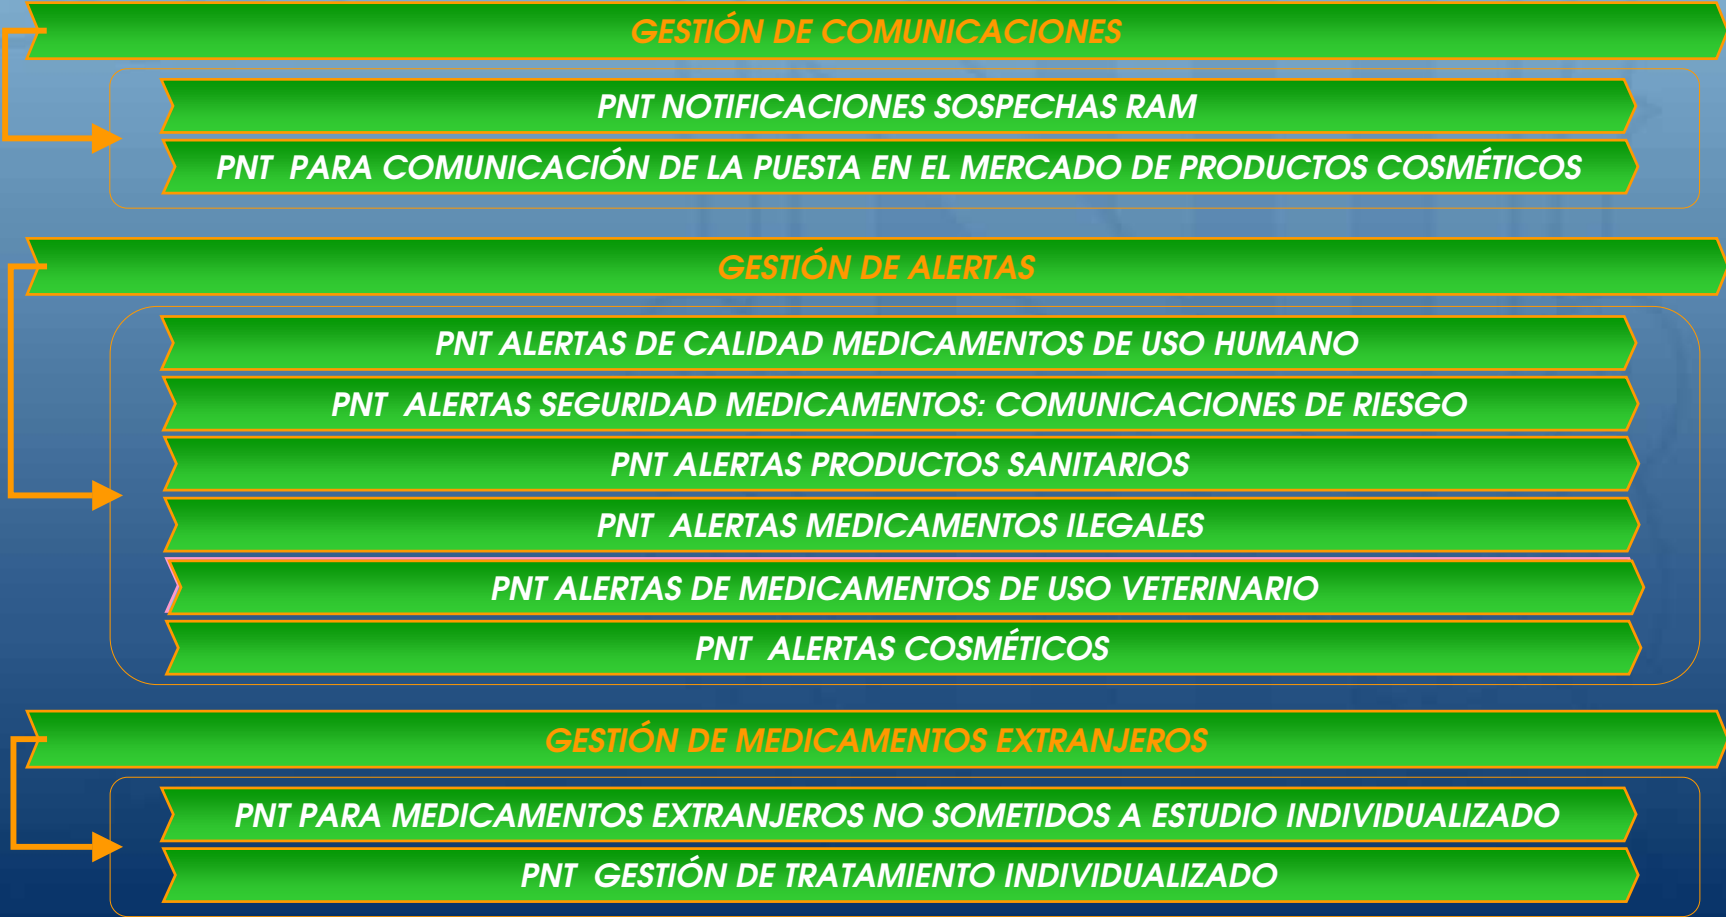 GESTIÓN DE COMUNICACIONES
PNT NOTIFICACIONES SOSPECHAS RAM
PNT PARA COMUNICACIÓN DE LA PUESTA EN EL MERCADO DE PRODUCTOS COSMÉTICOS
GESTIÓN DE ALERTAS
PNT ALERTAS DE CALIDAD MEDICAMENTOS DE USO HUMANO
PNT ALERTAS SEGURIDAD MEDICAMENTOS: COMUNICACIONES DE RIESGO
PNT ALERTAS PRODUCTOS SANITARIOS
PNT ALERTAS MEDICAMENTOS ILEGALES
PNT ALERTAS DE MEDICAMENTOS DE USO VETERINARIO
PNT ALERTAS COSMÉTICOS
GESTIÓN DE MEDICAMENTOS EXTRANJEROS
PNT PARA MEDICAMENTOS EXTRANJEROS NO SOMETIDOS A ESTUDIO INDIVIDUALIZADO
PNT GESTIÓN DE TRATAMIENTO INDIVIDUALIZADO